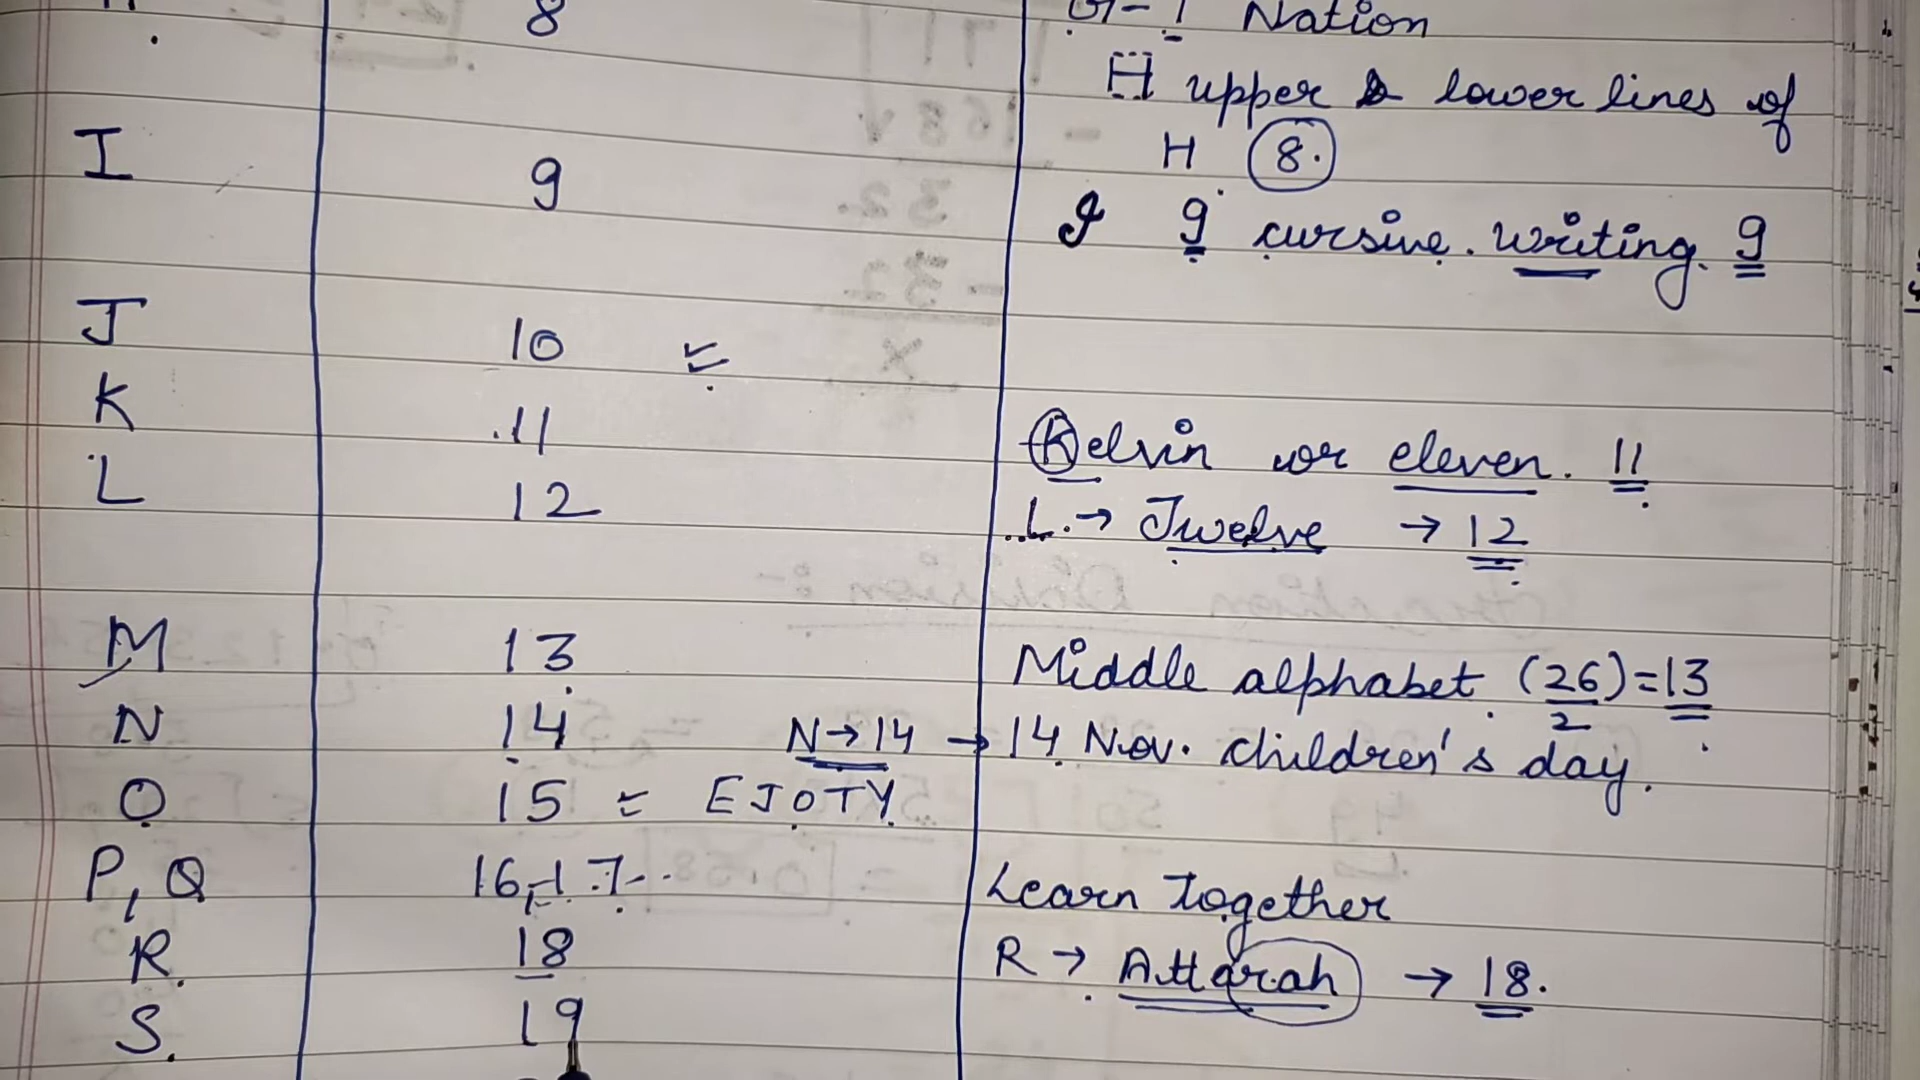 8 G-7 Nation
H upper & lower lines of
H 8.
I 9 I 9 cursive writing. 9
J 10 =
K 11 Kelvin or eleven. 11
L 12 L → Twelve → 12
M 13 Middle alphabet. (26/2) = 13
N 14 N → 14 → 14 Nov. children's day.
O 15 = EJOTY
P, Q 16, 17 Learn Together
R. 18 R → Attarah → 18.
S. 19